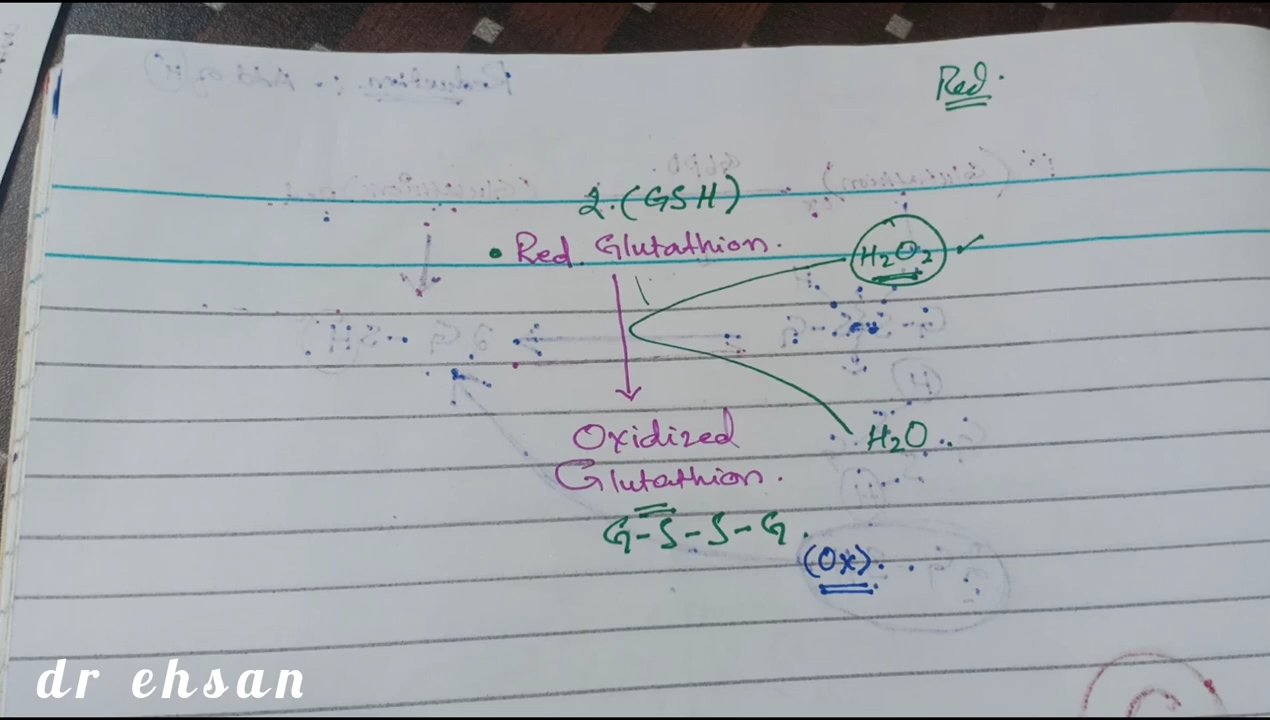 Red.
2.(GSH)
• Red. Glutathion.
H₂O₂ ✓
H₂O..
Oxidized
Glutathion.
G-S-S-G.
(Ox).
dr ehsan